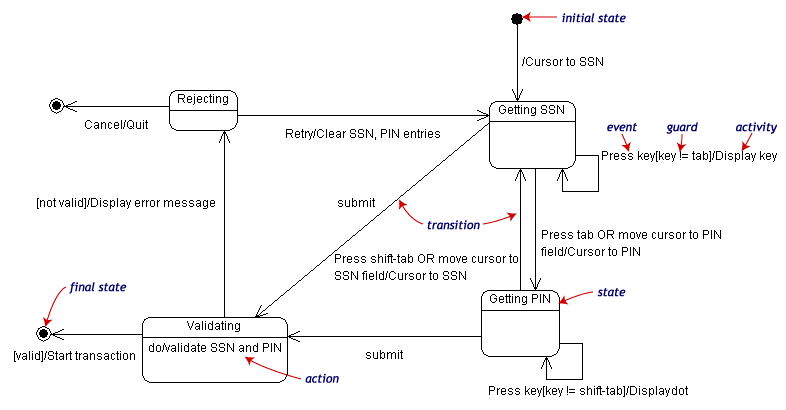 initial state
/Cursor to SSN
Rejecting
Getting SSN
Cancel/Quit
Retry/Clear SSN, PIN entries
event
guard
activity
Press key[key != tab]/Display key
[not valid]/Display error message
submit
transition
Press tab OR move cursor to PIN
field/Cursor to PIN
Press shift-tab OR move cursor to
SSN field/Cursor to SSN
final state
Getting PIN
state
Validating
do/validate SSN and PIN
[valid]/Start transaction
submit
action
Press key[key != shift-tab]/Displaydot